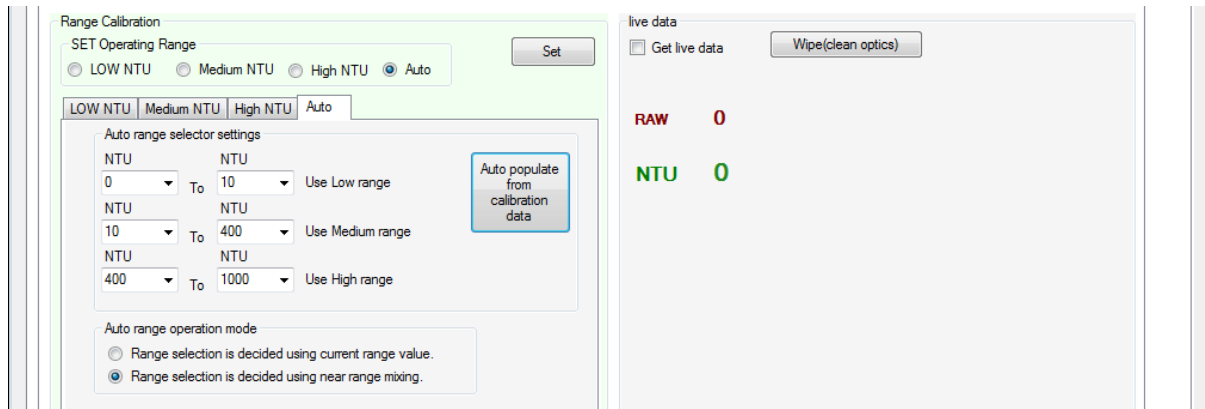 Range Calibration
SET Operating Range
LOW NTU Medium NTU High NTU Auto
Set
LOW NTU Medium NTU High NTU Auto
Auto range selector settings
NTU NTU
0 To 10 Use Low range
NTU NTU
10 To 400 Use Medium range
NTU NTU
400 To 1000 Use High range
Auto populate
from
calibration
data
Auto range operation mode
Range selection is decided using current range value.
Range selection is decided using near range mixing.
live data
Get live data Wipe(clean optics)
RAW 0
NTU 0